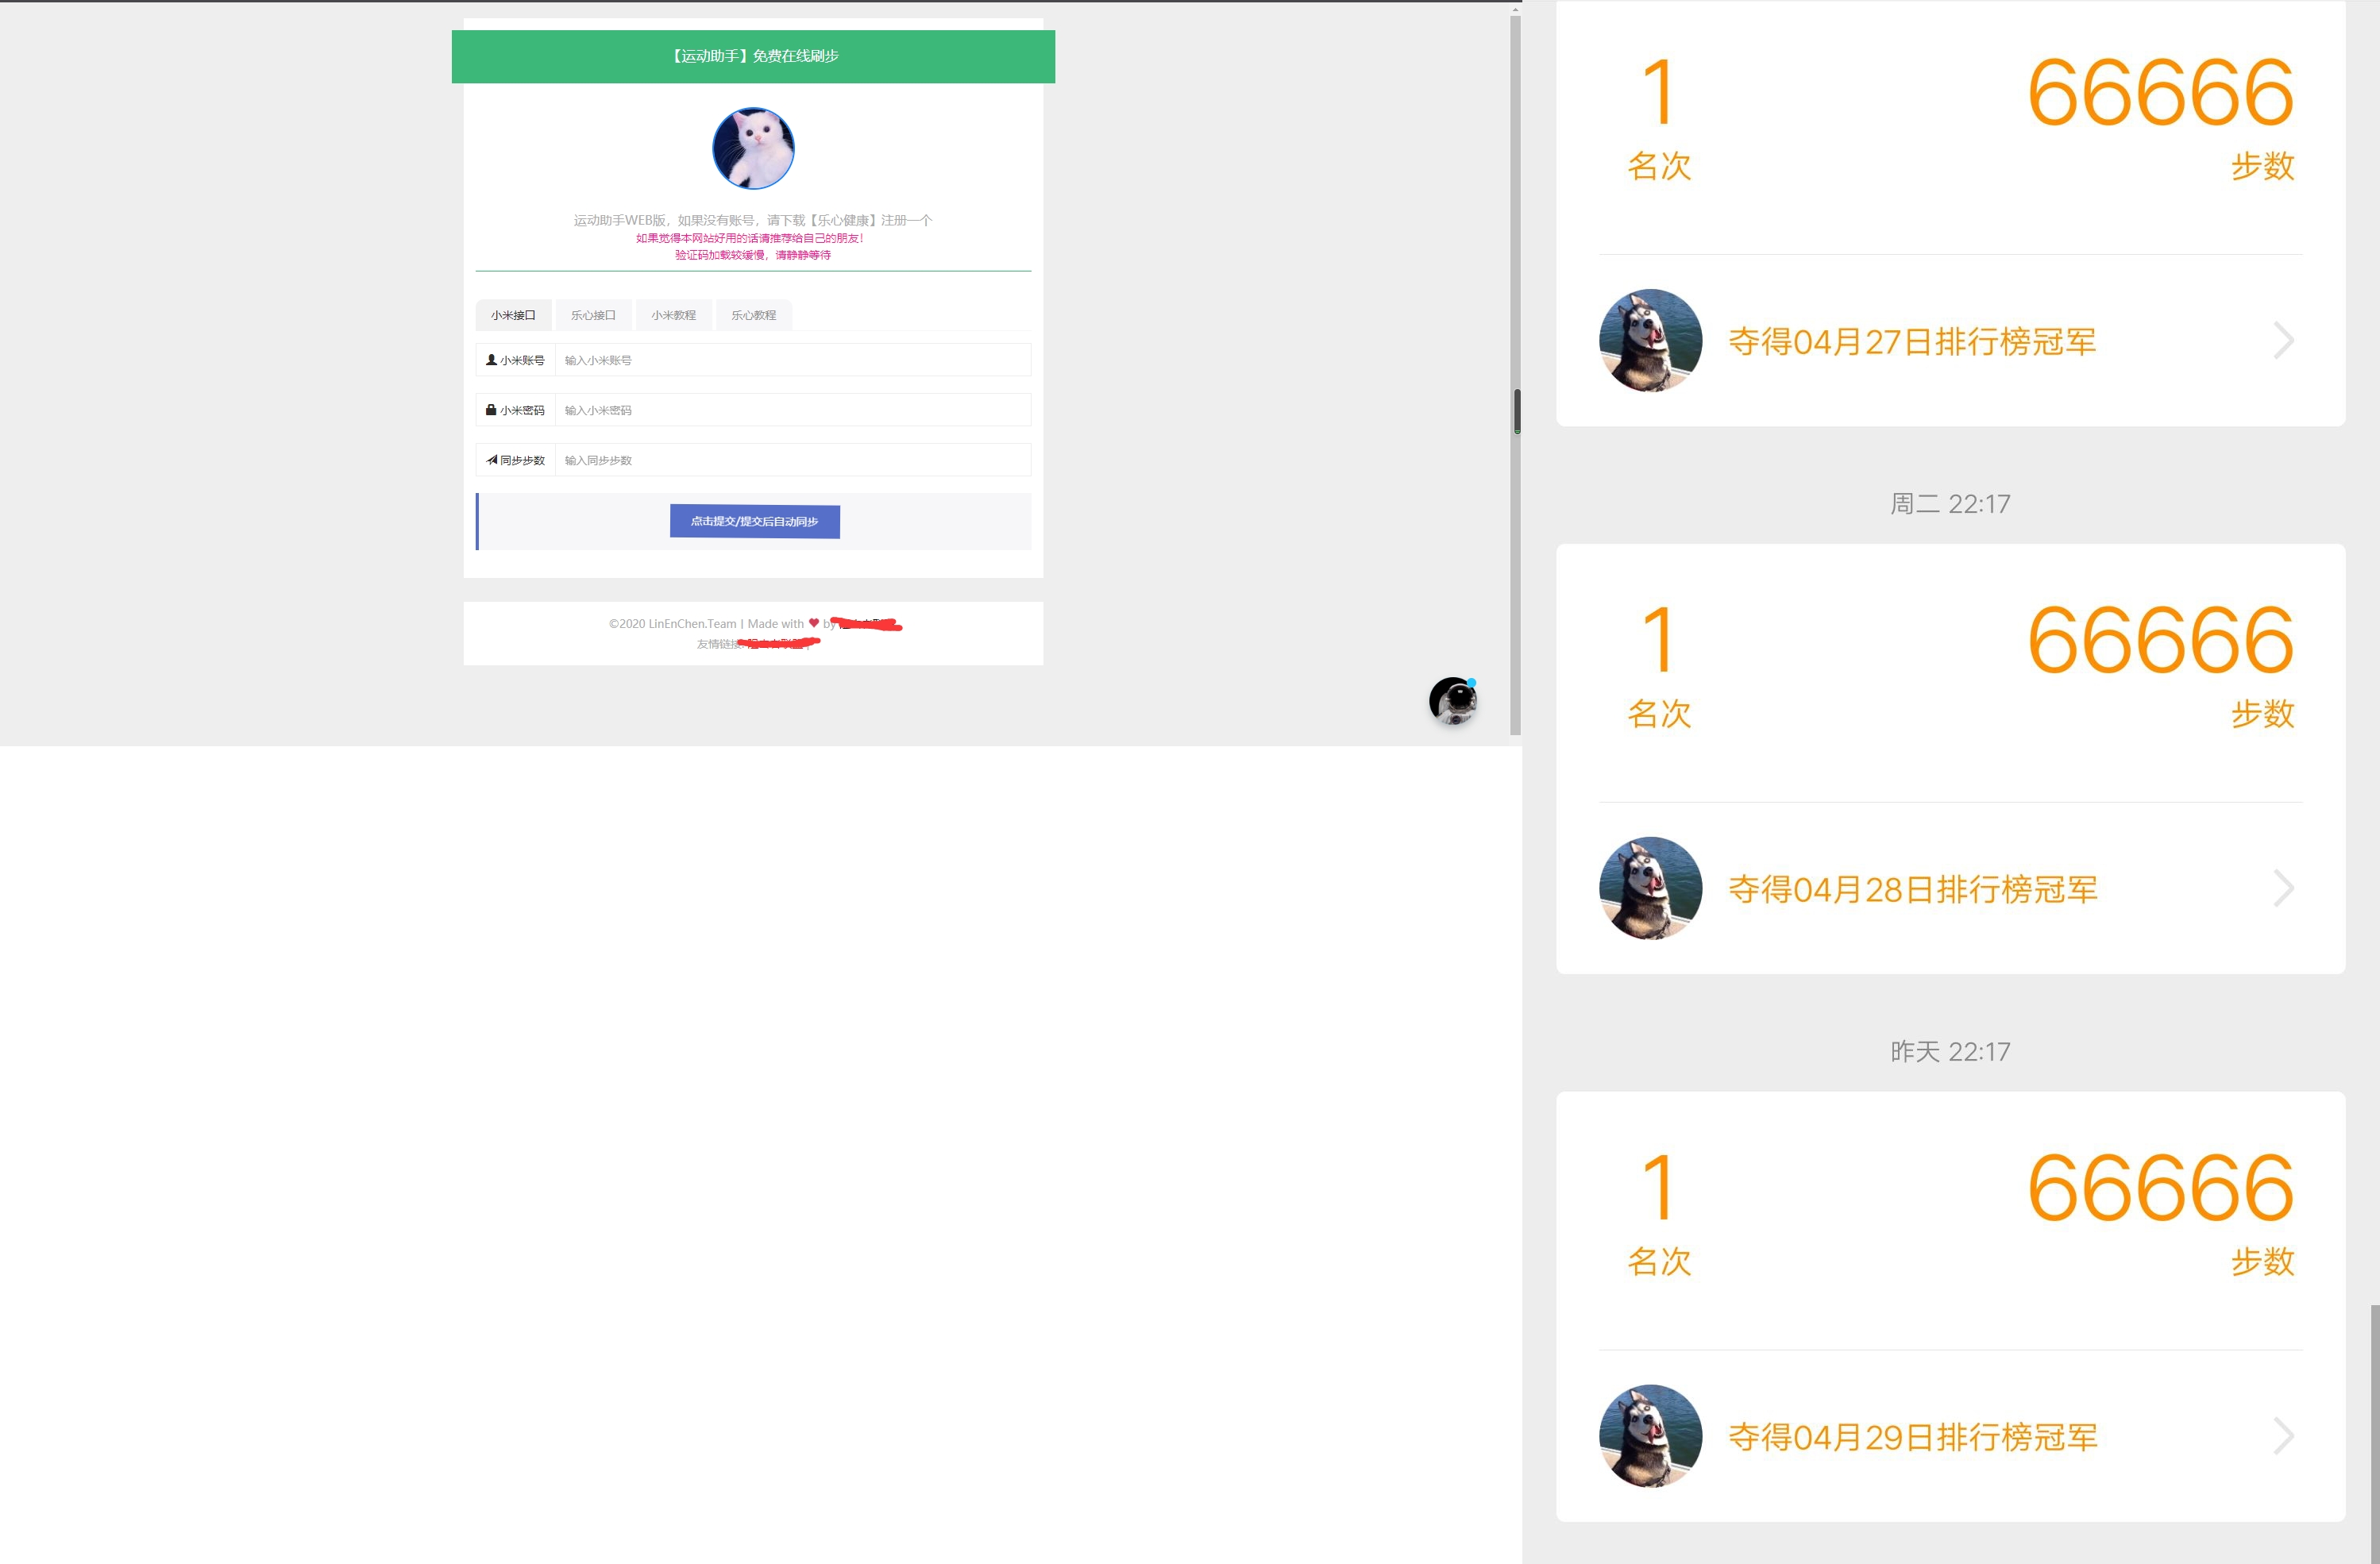 【运动助手】免费在线刷步
运动助手WEB版，如果没有账号，请下载【乐心健康】注册一个
如果觉得本网站好用的话请推荐给自己的朋友！
验证码加载较缓慢，请静静等待
小米接口 乐心接口 小米教程 乐心教程
小米账号 输入小米账号
小米密码 输入小米密码
同步步数 输入同步步数
点击提交/提交后自动同步
©2020 LinEnChen.Team | Made with ♥ by
友情链接
1 66666
名次 步数
夺得04月27日排行榜冠军
周二 22:17
1 66666
名次 步数
夺得04月28日排行榜冠军
昨天 22:17
1 66666
名次 步数
夺得04月29日排行榜冠军